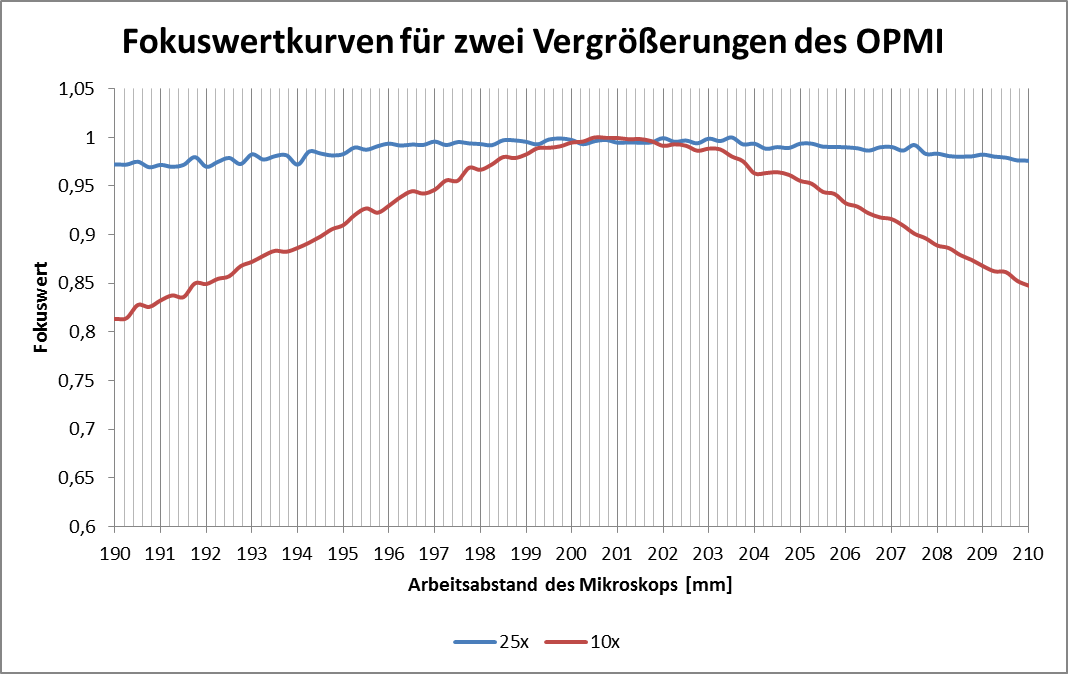 Fokuswertkurven für zwei Vergrößerungen des OPMI
1,05
1
0,95
0,9
0,85
0,8
0,75
0,7
0,65
0,6
Fokuswert
190 191 192 193 194 195 196 197 198 199 200 201 202 203 204 205 206 207 208 209 210
Arbeitsabstand des Mikroskops [mm]
25x 10x